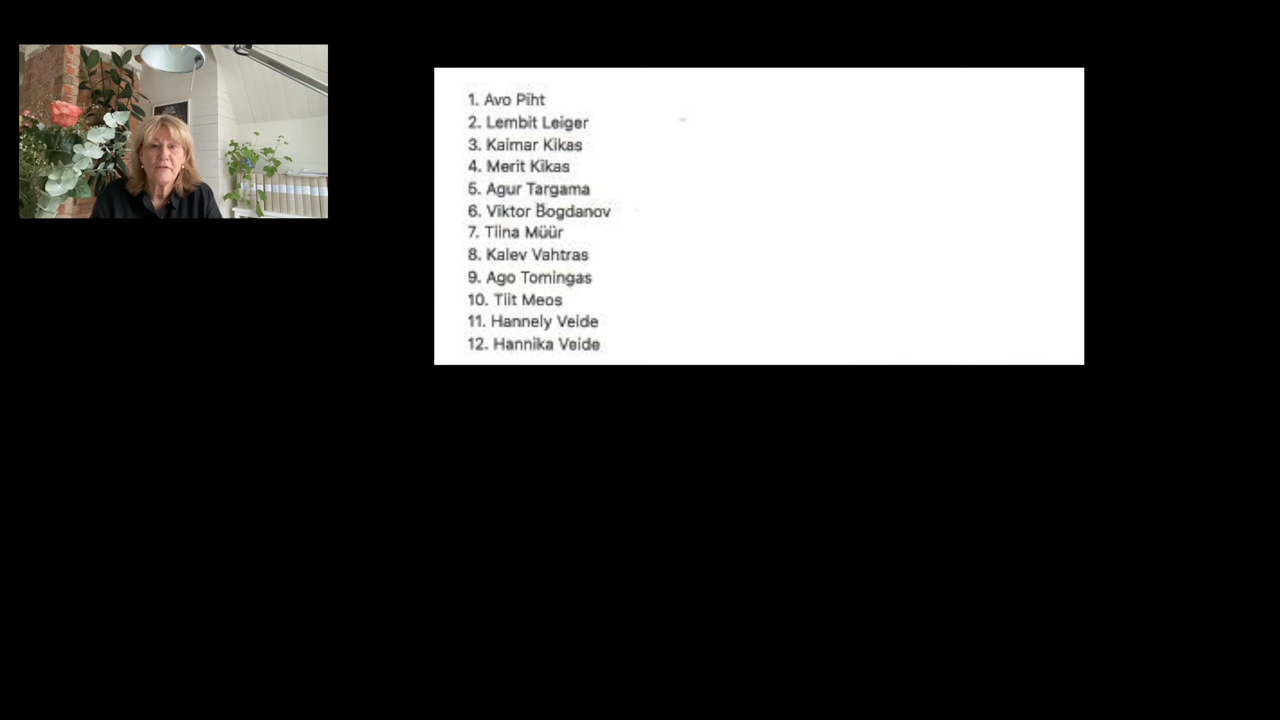 1. Avo Piht
2. Lembit Leiger
3. Kaimar Kikas
4. Merit Kikas
5. Agur Targama
6. Viktor Bogdanov
7. Tiina Müür
8. Kalev Vahtras
9. Ago Tomingas
10. Tiit Meos
11. Hannely Veide
12. Hannika Veide